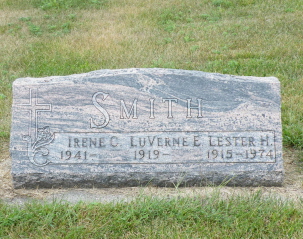 SMITH
IRENE C. LUVERNE E. LESTER H.
1941- 1919- 1915-1974